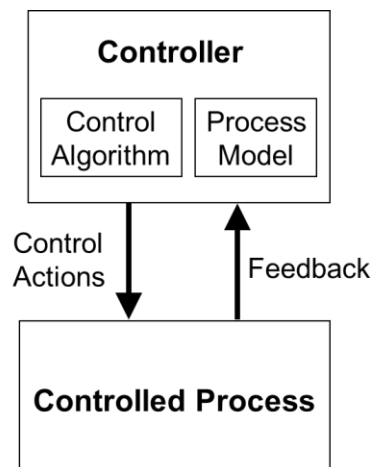 Controller
Control
Algorithm
Process
Model
Control
Actions
Feedback
Controlled Process